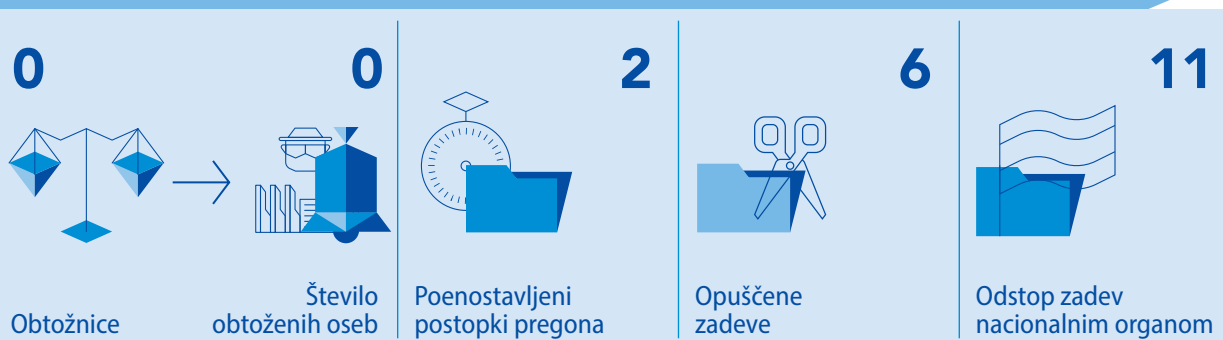 0
0
2
6
11
Obtožnice
Število
obtoženih oseb
Poenostavljeni
postopki pregona
Opuščene
zadeve
Odstop zadev
nacionalnim organom